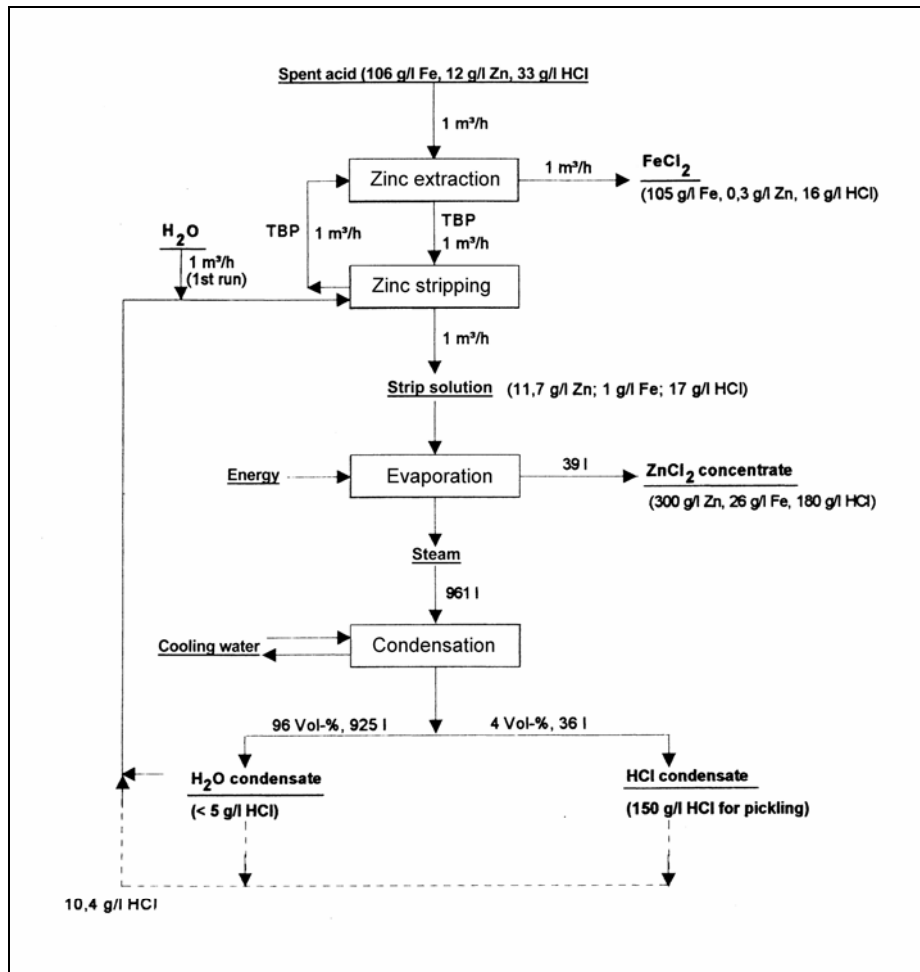 Spent acid (106 g/l Fe, 12 g/l Zn, 33 g/l HCl
1 m³/h
Zinc extraction
1 m³/h
FeCl₂
(105 g/l Fe, 0,3 g/l Zn, 16 g/l HCl)
TBP
1 m³/h
TBP
1 m³/h
H₂O
1 m³/h
(1st run)
Zinc stripping
1 m³/h
Strip solution (11,7 g/l Zn; 1 g/l Fe; 17 g/l HCl)
Energy
Evaporation
39 l
ZnCl₂ concentrate
(300 g/l Zn, 26 g/l Fe, 180 g/l HCl)
Steam
961 l
Cooling water
Condensation
96 Vol-%, 925 l
4 Vol-%, 36 l
H₂O condensate
(< 5 g/l HCl)
HCl condensate
(150 g/l HCl for pickling)
10,4 g/l HCl